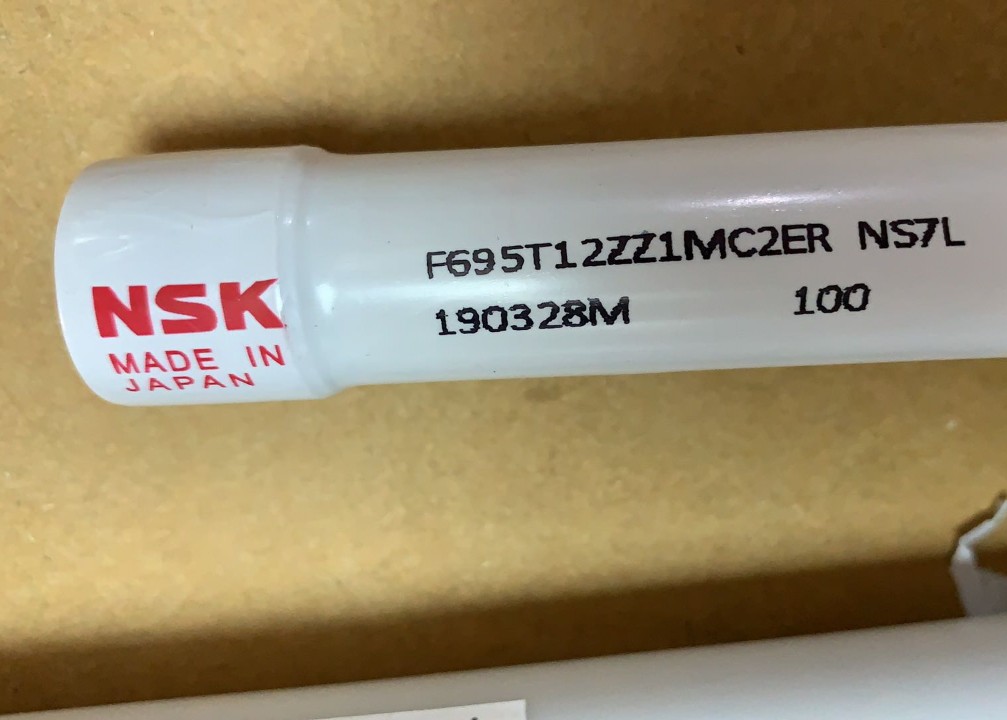 NSK
MADE IN
JAPAN
F695T12ZZ1MC2ER NS7L
190328M 100